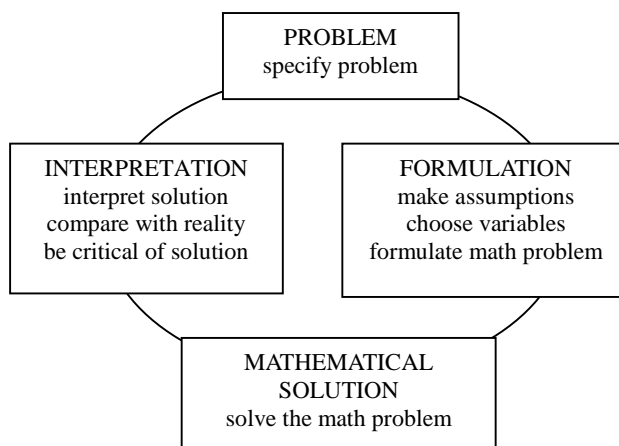 PROBLEM
specify problem
INTERPRETATION
interpret solution
compare with reality
be critical of solution
FORMULATION
make assumptions
choose variables
formulate math problem
MATHEMATICAL
SOLUTION
solve the math problem